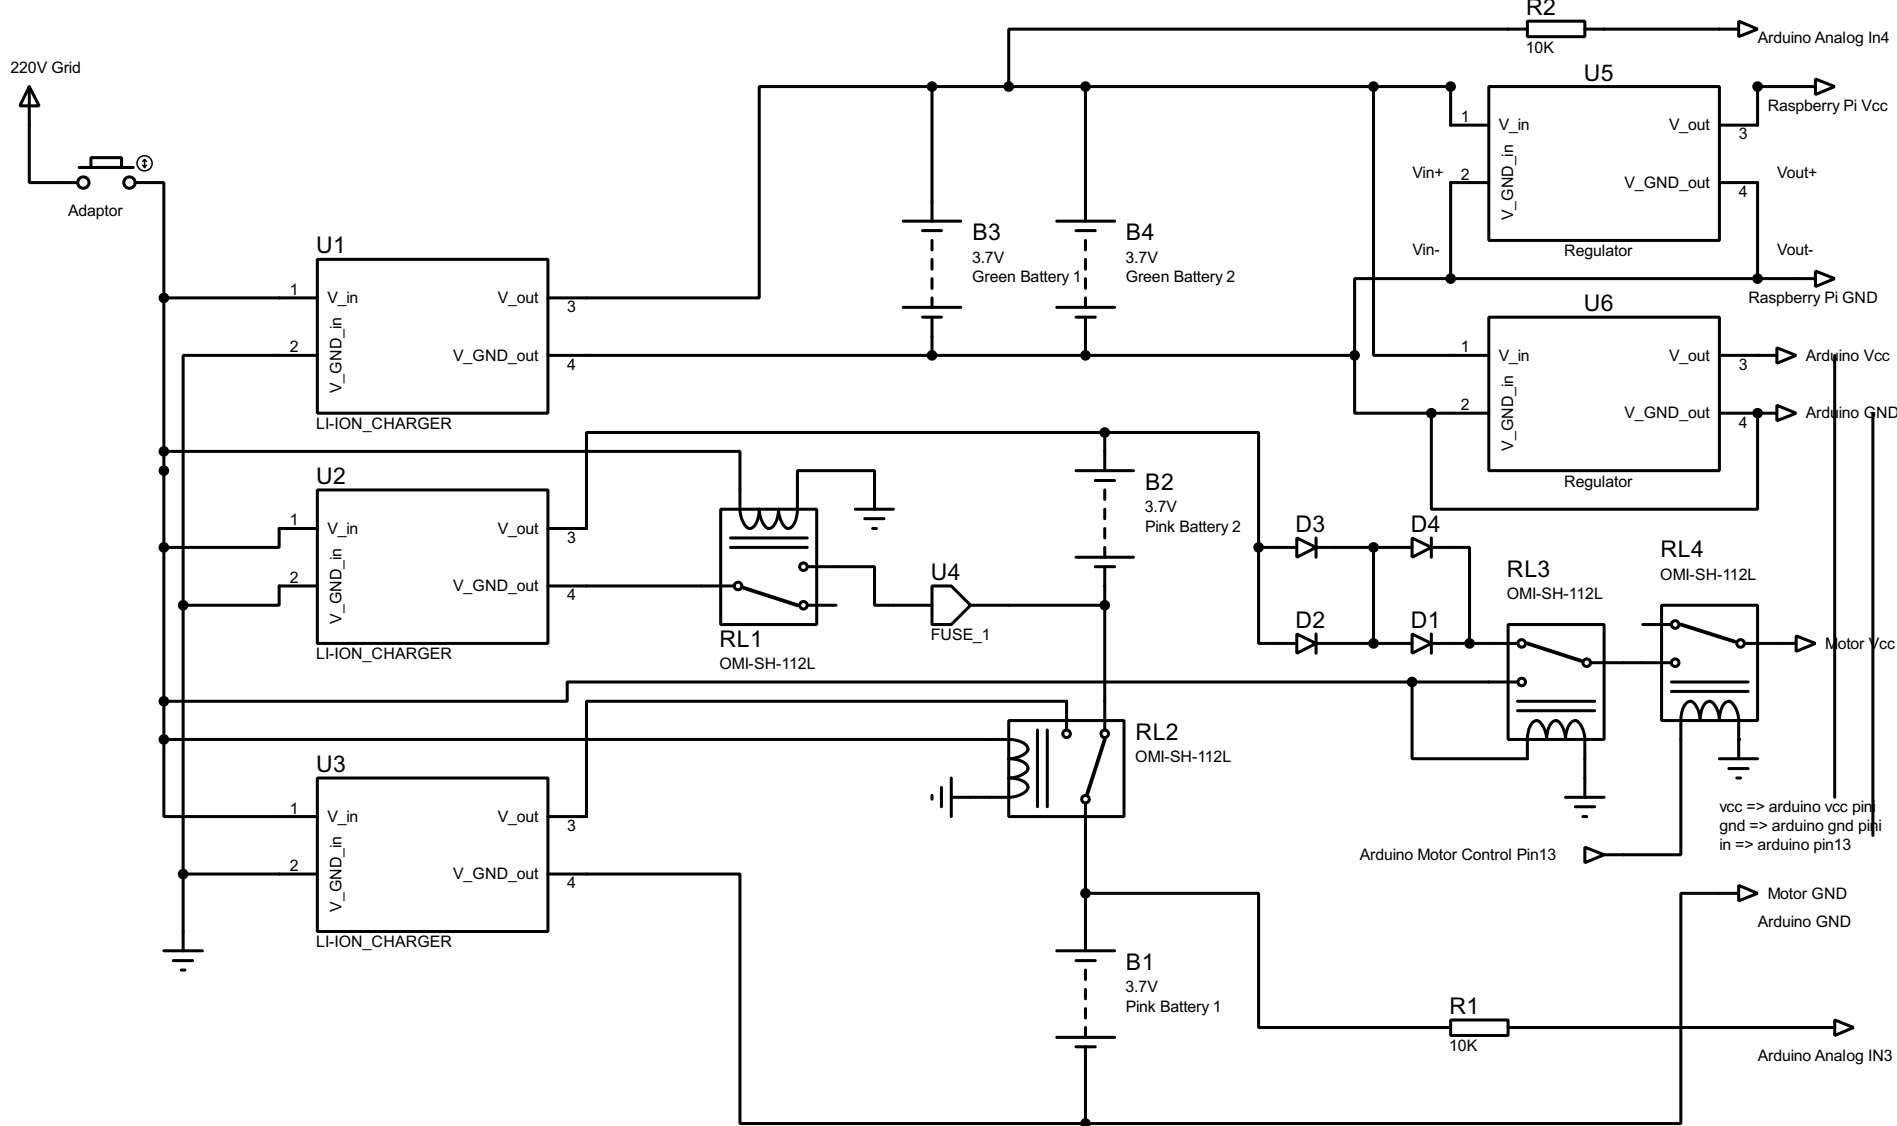 R2
10K
Arduino Analog In4
220V Grid
Adaptor
U5
1
V_in
V_out
3
Raspberry Pi Vcc
Vin+
2
V_GND_in
V_GND_out
4
Vout+
Vin-
Regulator
Vout-
Raspberry Pi GND
B3
3.7V
Green Battery 1
B4
3.7V
Green Battery 2
U1
1
V_in
V_out
3
2
V_GND_in
V_GND_out
4
LI-ION_CHARGER
U6
1
V_in
V_out
3
Arduino Vcc
2
V_GND_in
V_GND_out
4
Arduino GND
Regulator
U2
1
V_in
V_out
3
2
V_GND_in
V_GND_out
4
LI-ION_CHARGER
RL1
OMI-SH-112L
U4
FUSE_1
B2
3.7V
Pink Battery 2
D3
D4
D2
D1
RL3
OMI-SH-112L
RL4
OMI-SH-112L
Motor Vcc
RL2
OMI-SH-112L
U3
1
V_in
V_out
3
2
V_GND_in
V_GND_out
4
LI-ION_CHARGER
vcc => arduino vcc pini
gnd => arduino gnd pini
in => arduino pin13
Arduino Motor Control Pin13
Motor GND
Arduino GND
B1
3.7V
Pink Battery 1
R1
10K
Arduino Analog IN3